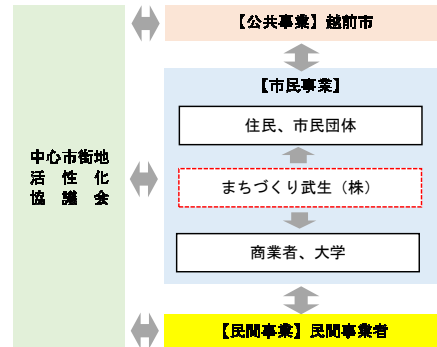 中心市街地
活性化
協議会
【公共事業】越前市
【市民事業】
住民、市民団体
まちづくり武生（株）
商業者、大学
【民間事業】民間事業者